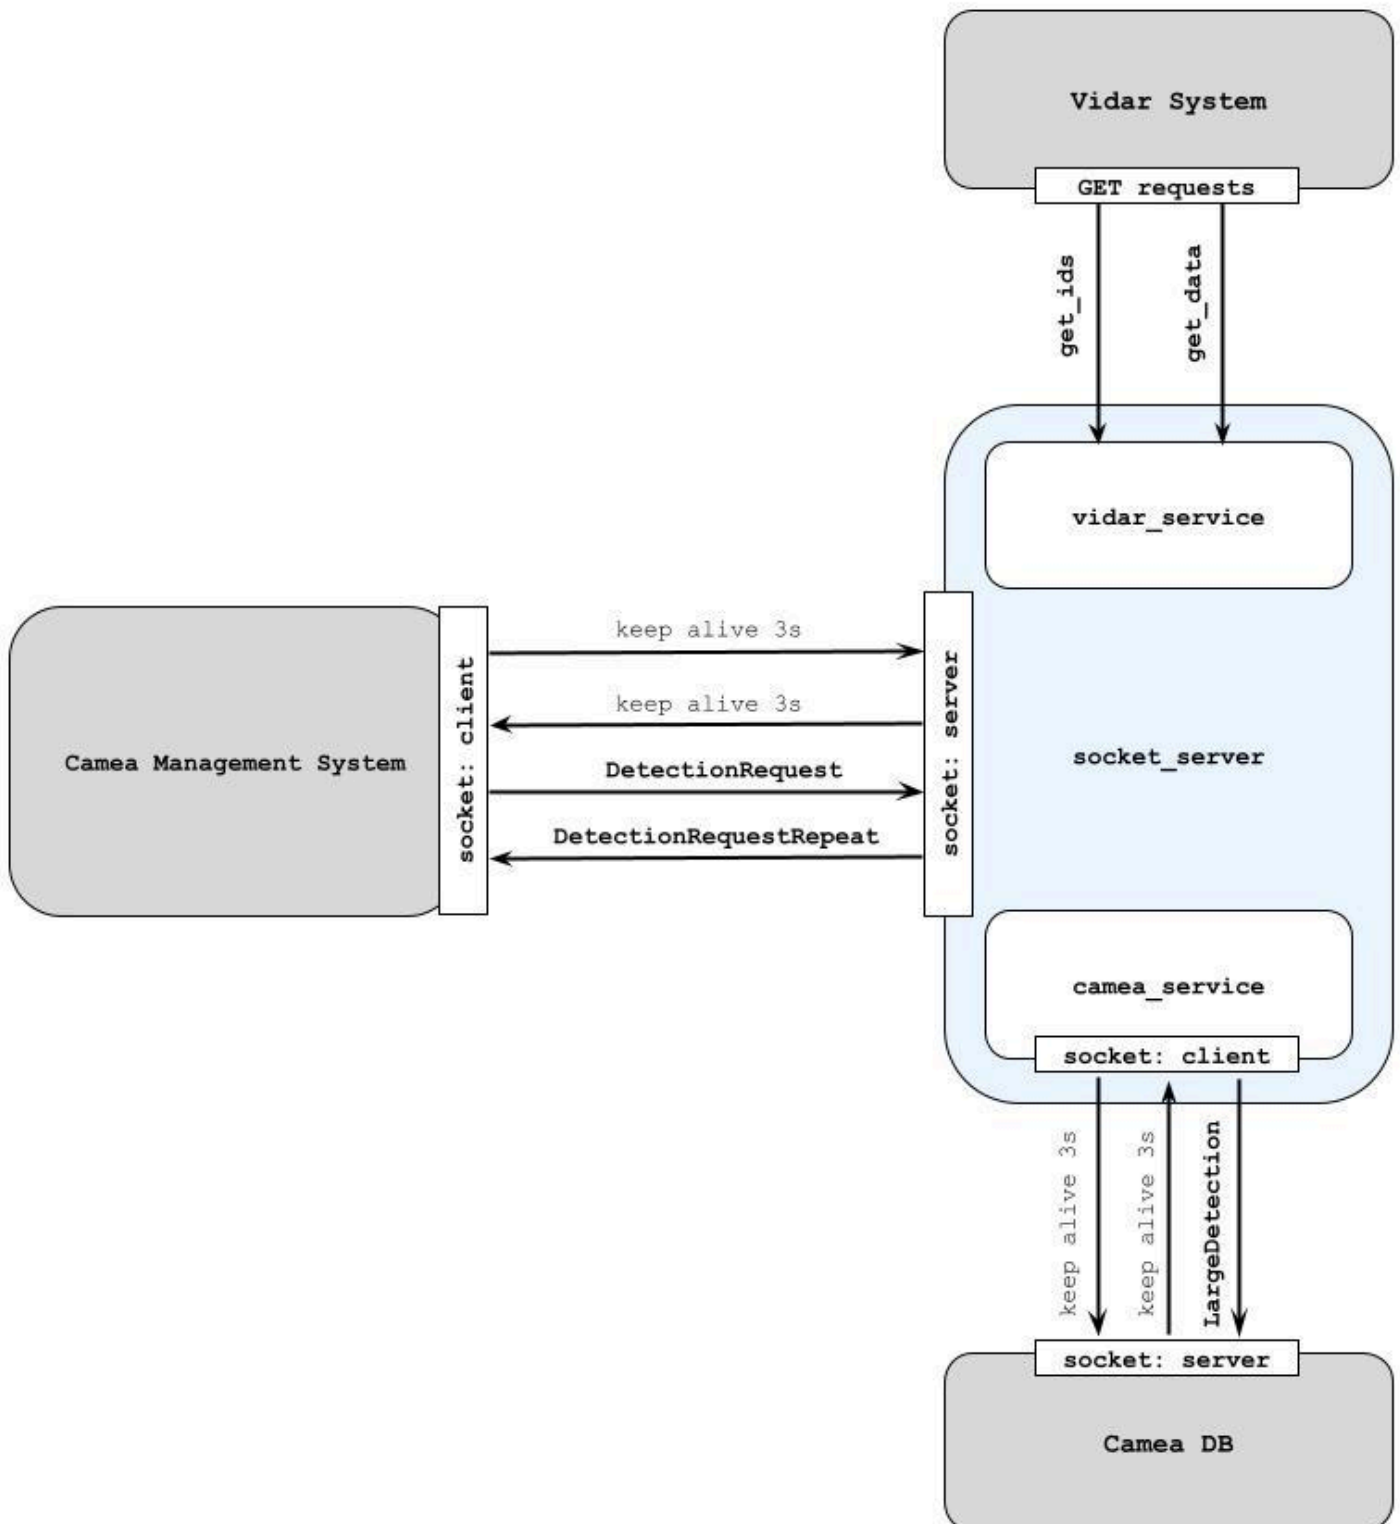 Vidar System
GET requests
get_ids
get_data
vidar_service
keep alive 3s
keep alive 3s
DetectionRequest
DetectionRequestRepeat
Camea Management System
socket: client
socket: server
socket_server
camea_service
socket: client
keep alive 3s
keep alive 3s
LargeDetection
socket: server
Camea DB